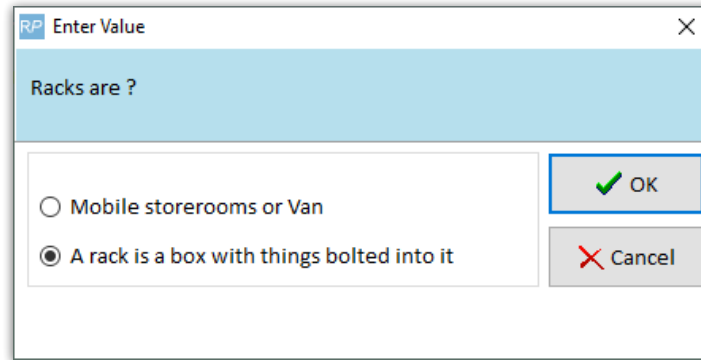 RP Enter Value
Racks are ?
Mobile storerooms or Van
OK
A rack is a box with things bolted into it
Cancel